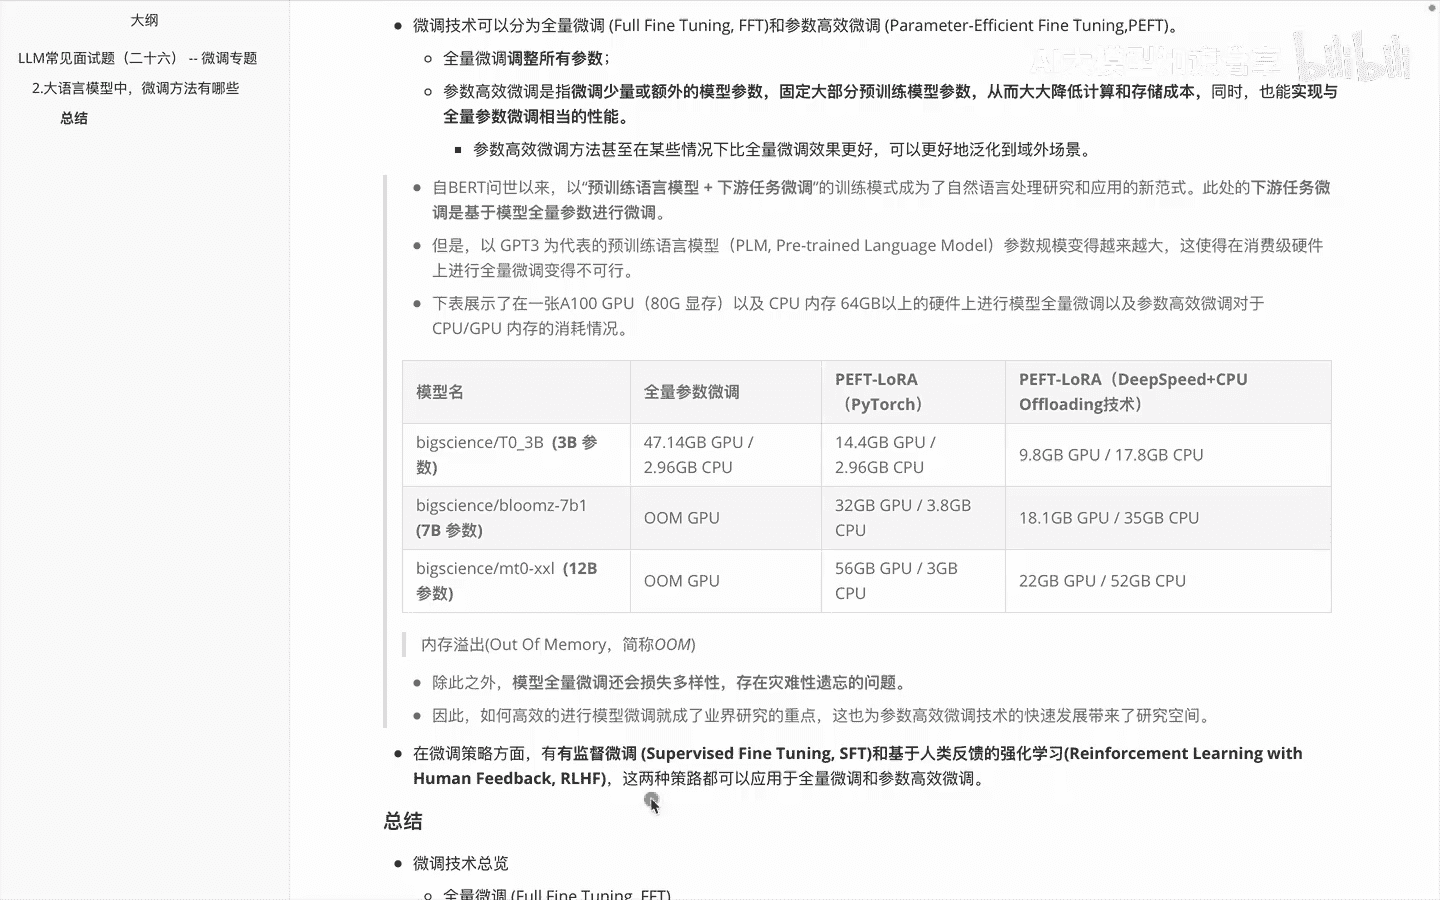 大纲
LLM常见面试题（二十六） -- 微调专题
2.大语言模型中，微调方法有哪些
总结
微调技术可以分为全量微调 (Full Fine Tuning, FFT)和参数高效微调 (Parameter-Efficient Fine Tuning,PEFT)。
全量微调调整所有参数；
参数高效微调是指微调少量或额外的模型参数，固定大部分预训练模型参数，从而大大降低计算和存储成本，同时，也能实现与
全量参数微调相当的性能。
参数高效微调方法甚至在某些情况下比全量微调效果更好，可以更好地泛化到域外场景。
自BERT问世以来，以“预训练语言模型 + 下游任务微调”的训练模式成为了自然语言处理研究和应用的新范式。此处的下游任务微
调是基于模型全量参数进行微调。
但是，以 GPT3 为代表的预训练语言模型（PLM, Pre-trained Language Model）参数规模变得越来越大，这使得在消费级硬件
上进行全量微调变得不可行。
下表展示了在一张A100 GPU（80G 显存）以及 CPU 内存 64GB以上的硬件上进行模型全量微调以及参数高效微调对于
CPU/GPU 内存的消耗情况。
模型名 全量参数微调 PEFT-LoRA
（PyTorch） PEFT-LoRA（DeepSpeed+CPU
Offloading技术）
bigscience/T0_3B (3B 参
数) 47.14GB GPU /
2.96GB CPU 14.4GB GPU /
2.96GB CPU 9.8GB GPU / 17.8GB CPU
bigscience/bloomz-7b1
(7B 参数) OOM GPU 32GB GPU / 3.8GB
CPU 18.1GB GPU / 35GB CPU
bigscience/mt0-xxl (12B
参数) OOM GPU 56GB GPU / 3GB
CPU 22GB GPU / 52GB CPU
内存溢出(Out Of Memory，简称OOM)
除此之外，模型全量微调还会损失多样性，存在灾难性遗忘的问题。
因此，如何高效的进行模型微调就成了业界研究的重点，这也为参数高效微调技术的快速发展带来了研究空间。
在微调策略方面，有有监督微调 (Supervised Fine Tuning, SFT)和基于人类反馈的强化学习(Reinforcement Learning with
Human Feedback, RLHF)，这两种策路都可以应用于全量微调和参数高效微调。
总结
微调技术总览
全量微调 (Full Fine Tuning, FFT)
bilibili